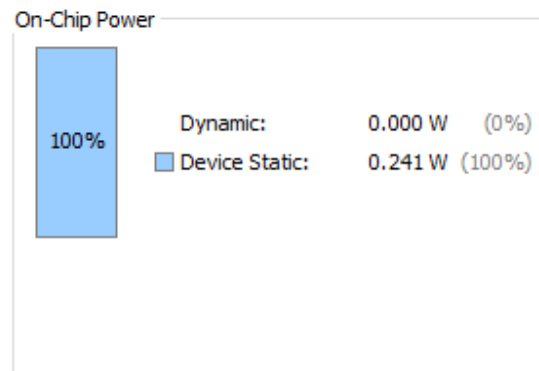 On-Chip Power
100%
Dynamic: 0.000 W (0%)
Device Static: 0.241 W (100%)